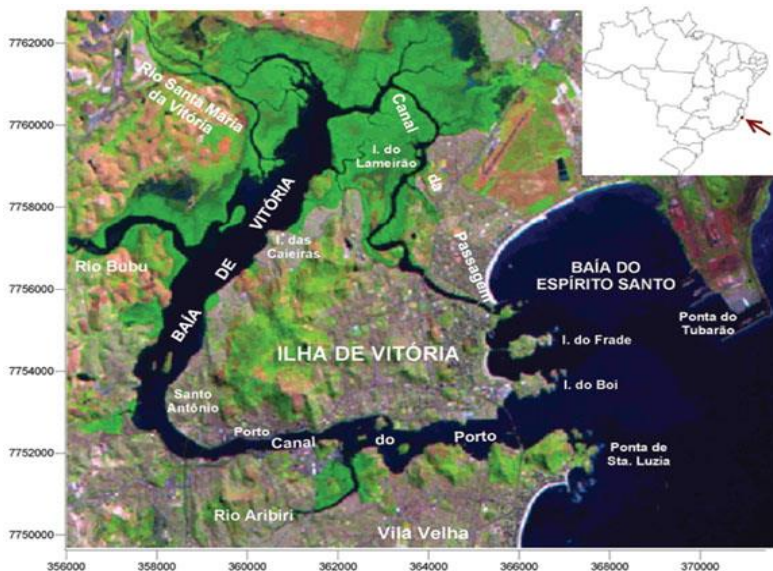 7762000
7760000
7758000
7756000
7754000
7752000
7750000
Rio Santa Maria
da Vitória
Canal
da
Passagem
I. do
Lameirão
BAÍA DE VITÓRIA
I. das
Caieiras
Rio Bubu
BAÍA DO
ESPÍRITO SANTO
Ponta do
Tubarão
ILHA DE VITÓRIA
I. do Frade
I. do Boi
Santo
Antônio
Porto
Canal do Porto
Ponta de
Sta. Luzia
Rio Aribiri
Vila Velha
356000 358000 360000 362000 364000 366000 368000 370000